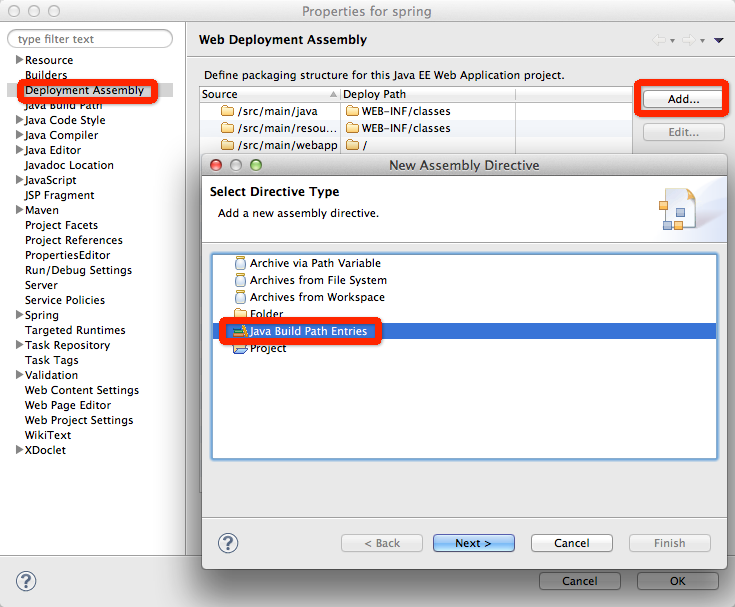 Properties for spring
type filter text
Web Deployment Assembly
Resource
Builders
Deployment Assembly
Java Build Path
Java Code Style
Java Compiler
Java Editor
Javadoc Location
JavaScript
JSP Fragment
Maven
Project Facets
Project References
PropertiesEditor
Run/Debug Settings
Server
Service Policies
Spring
Targeted Runtimes
Task Repository
Task Tags
Validation
Web Content Settings
Web Page Editor
Web Project Settings
WikiText
XDoclet
Define packaging structure for this Java EE Web Application project.
Source Deploy Path
/src/main/java WEB-INF/classes
/src/main/resou... WEB-INF/classes
/src/main/webapp /
Add...
Edit...
New Assembly Directive
Select Directive Type
Add a new assembly directive.
Archive via Path Variable
Archives from File System
Archives from Workspace
Folder
Java Build Path Entries
Project
? < Back Next > Cancel Finish
? Cancel OK